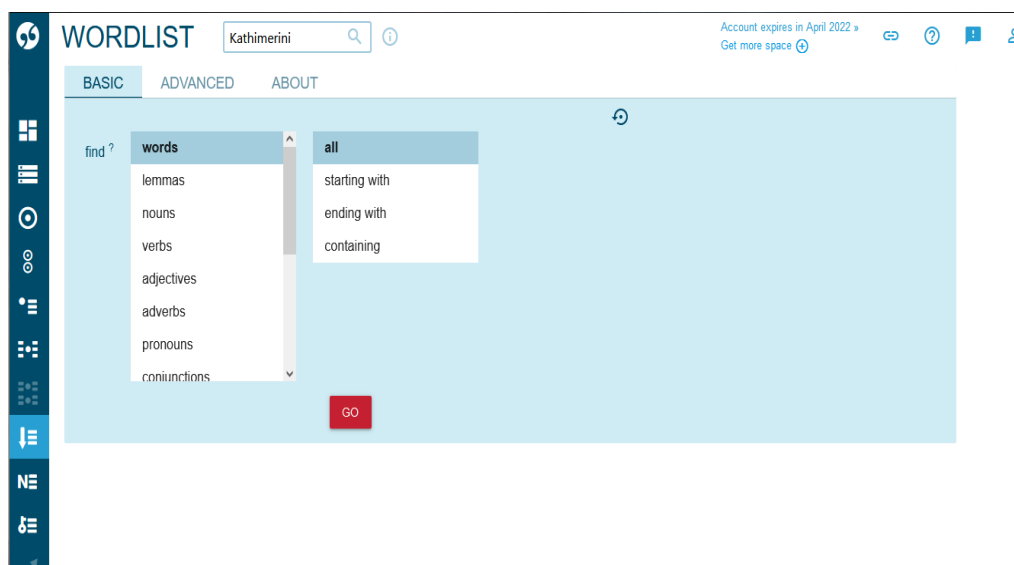 WORDLIST
Kathimerini
Account expires in April 2022 »
Get more space
BASIC ADVANCED ABOUT
find ?
words
lemmas
nouns
verbs
adjectives
adverbs
pronouns
conjunctions
all
starting with
ending with
containing
GO
N